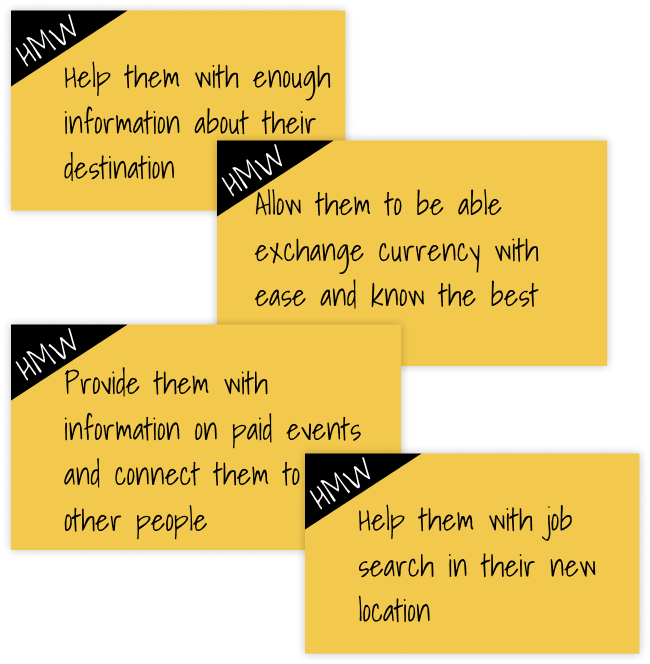 HMW
Help them with enough
information about their
destination
HMW
Allow them to be able
exchange currency with
ease and know the best
HMW
Provide them with
information on paid events
and connect them to
other people
HMW
Help them with job
search in their new
location